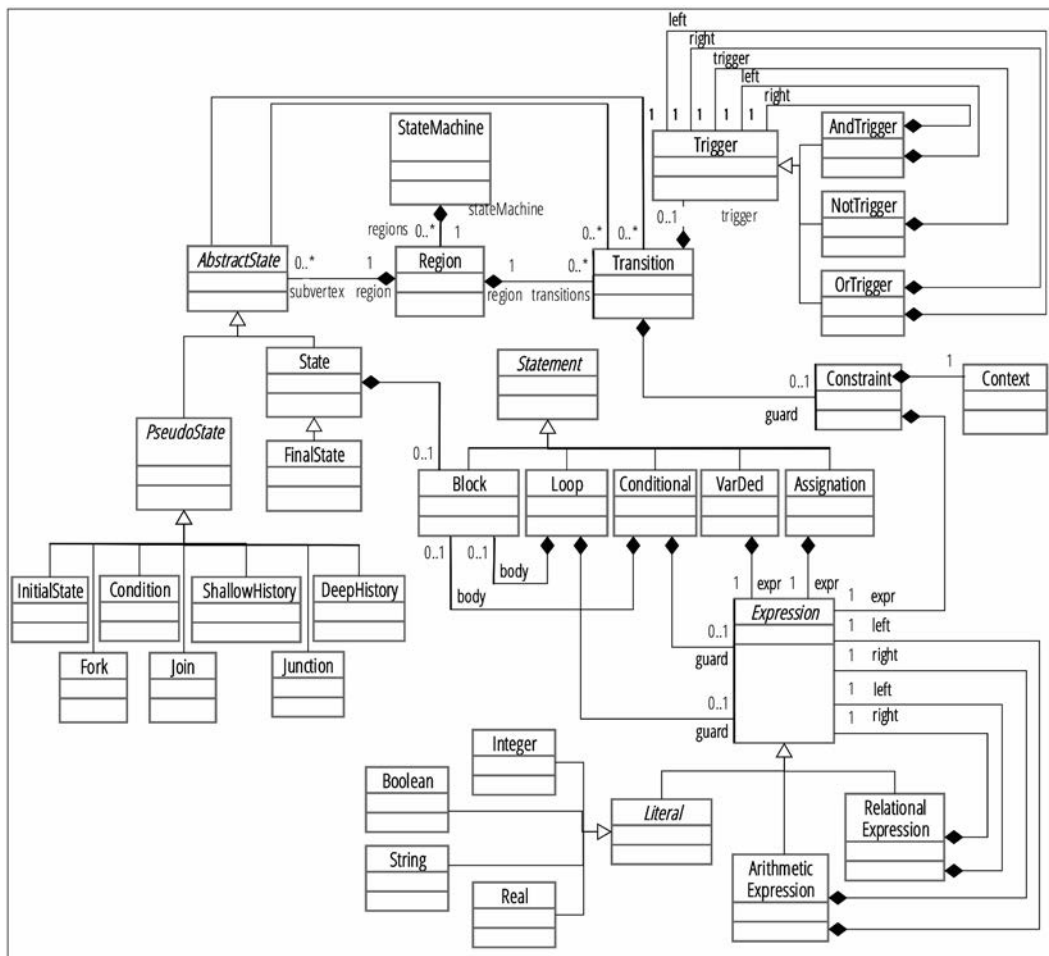 left
right
trigger
left
right
1 1 1 1 1
StateMachine
Trigger
AndTrigger
NotTrigger
OrTrigger
stateMachine
regions
0..* 1
0..1 trigger
0..* 0..*
AbstractState
0..* 1
subvertex region
Region
1 0..*
region transitions
Transition
State
Statement
0..1
guard
Constraint
1
Context
PseudoState
FinalState
0..1
Block
Loop
Conditional
VarDecl
Assignation
0..1 0..1
body
body
1 expr 1 expr
InitialState
Condition
ShallowHistory
DeepHistory
Fork
Join
Junction
Expression
1 expr
1 left
1 right
1 left
1 right
0..1
guard
0..1
guard
Integer
Boolean
String
Real
Literal
Relational
Expression
Arithmetic
Expression